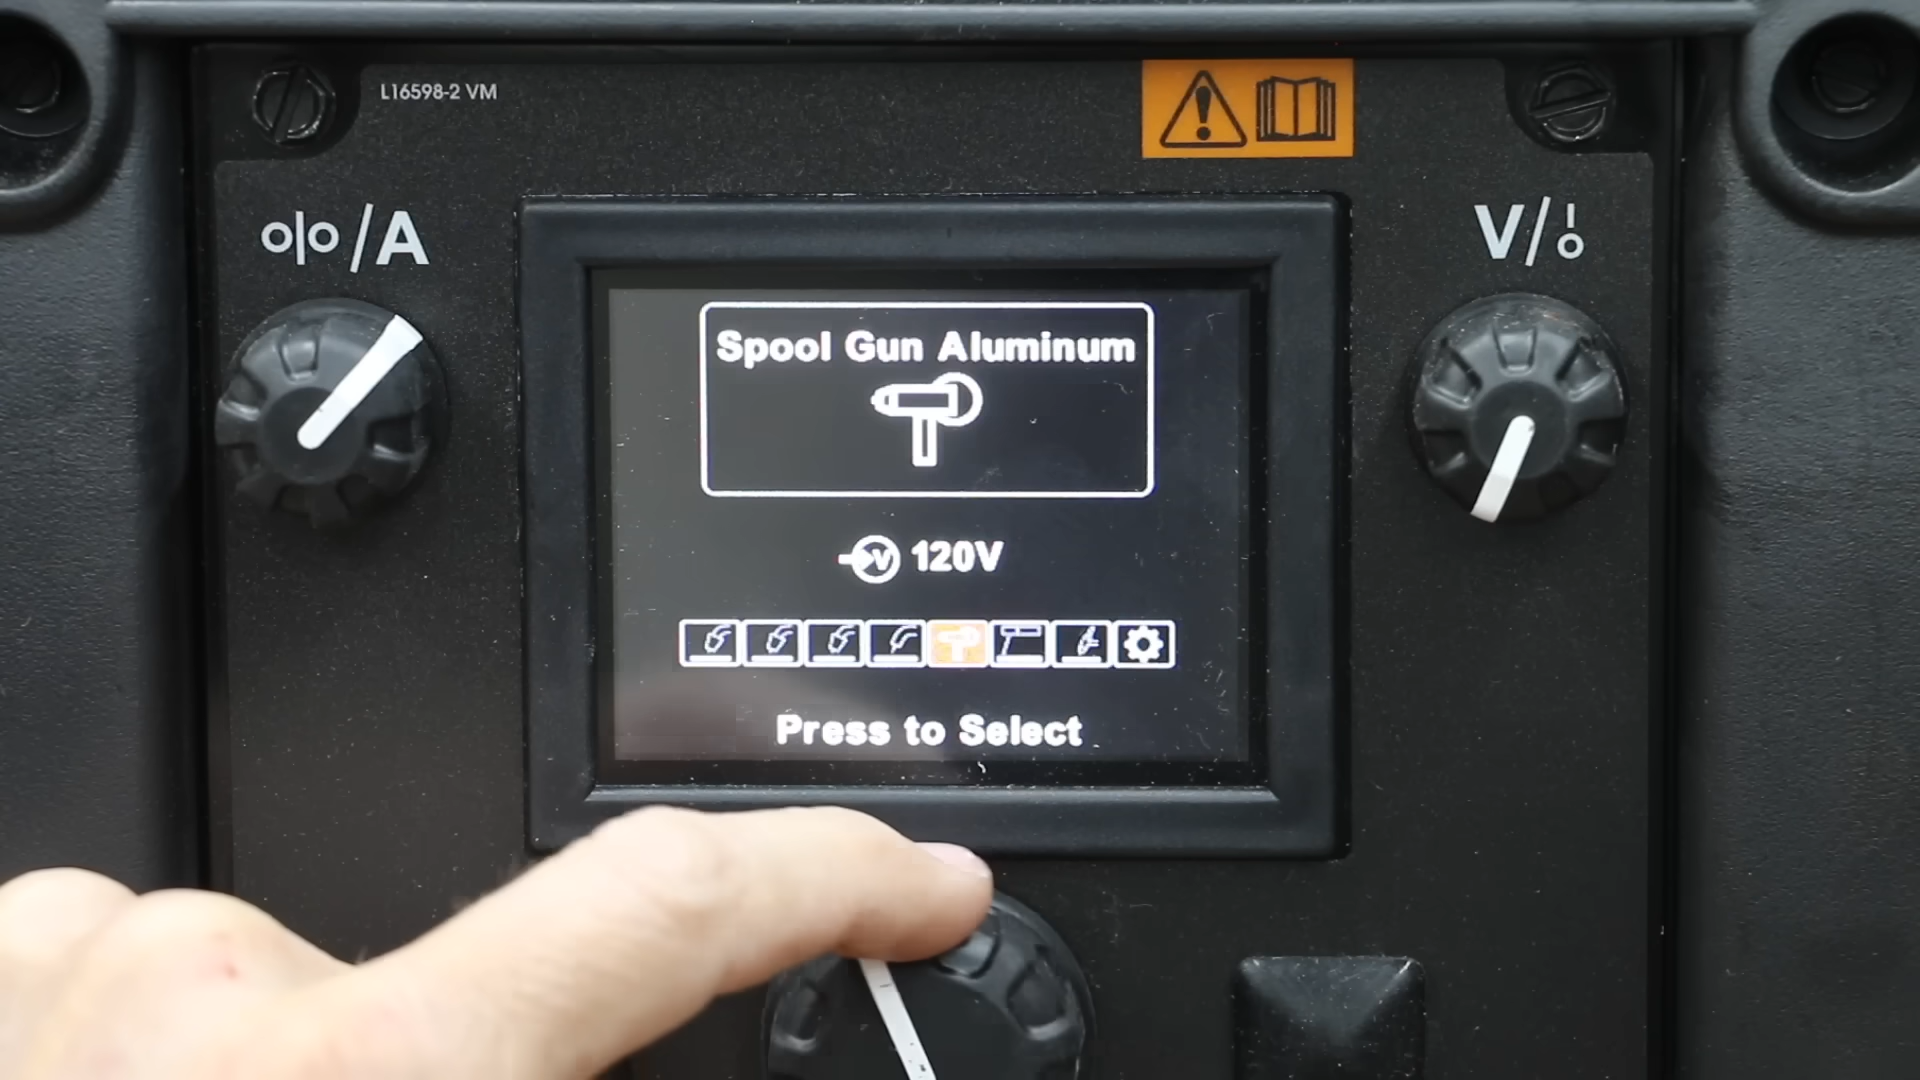 L16598-2 VM
o|o/A
V/
Spool Gun Aluminum
V 120V
Press to Select